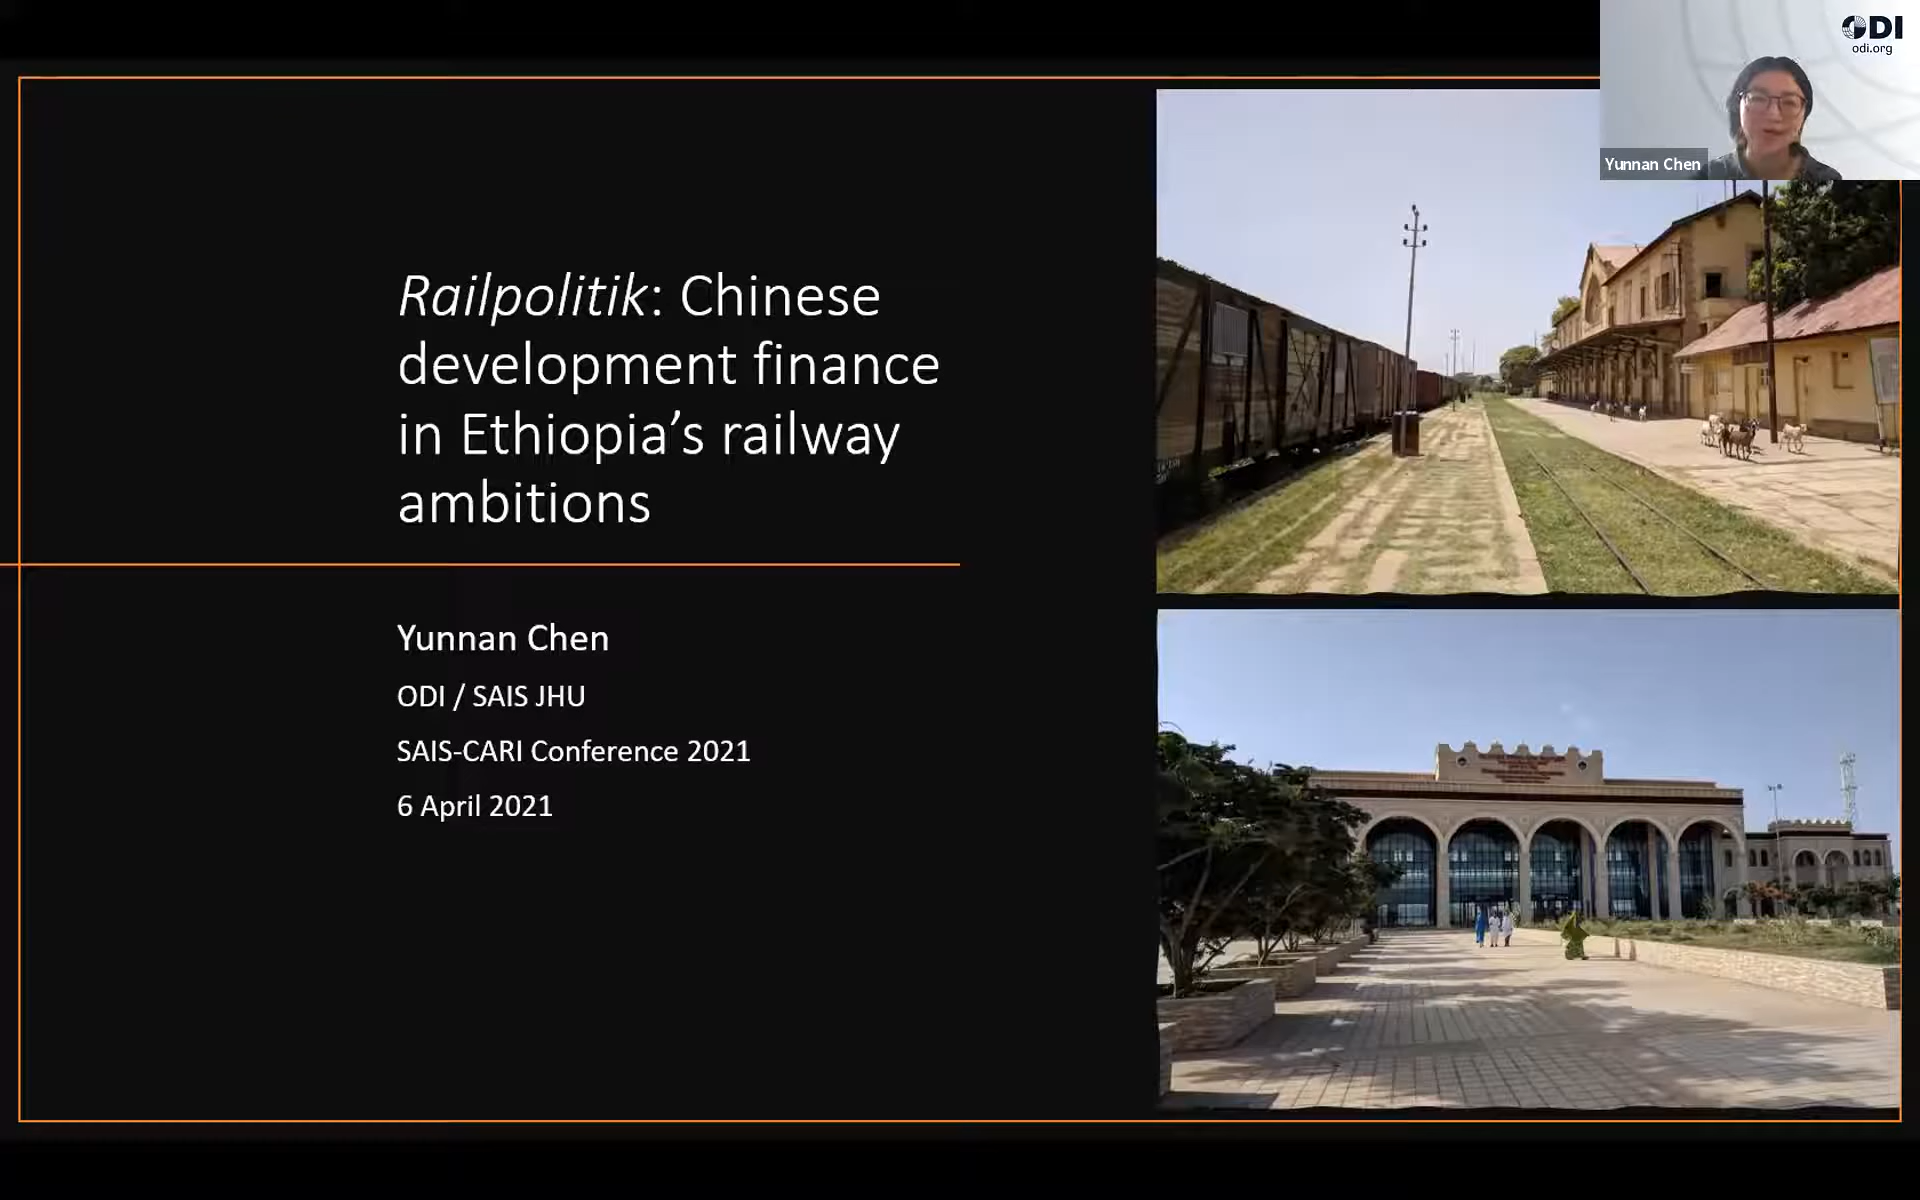 ODI
odi.org
Yunnan Chen
Railpolitik: Chinese
development finance
in Ethiopia’s railway
ambitions
Yunnan Chen
ODI / SAIS JHU
SAIS-CARI Conference 2021
6 April 2021